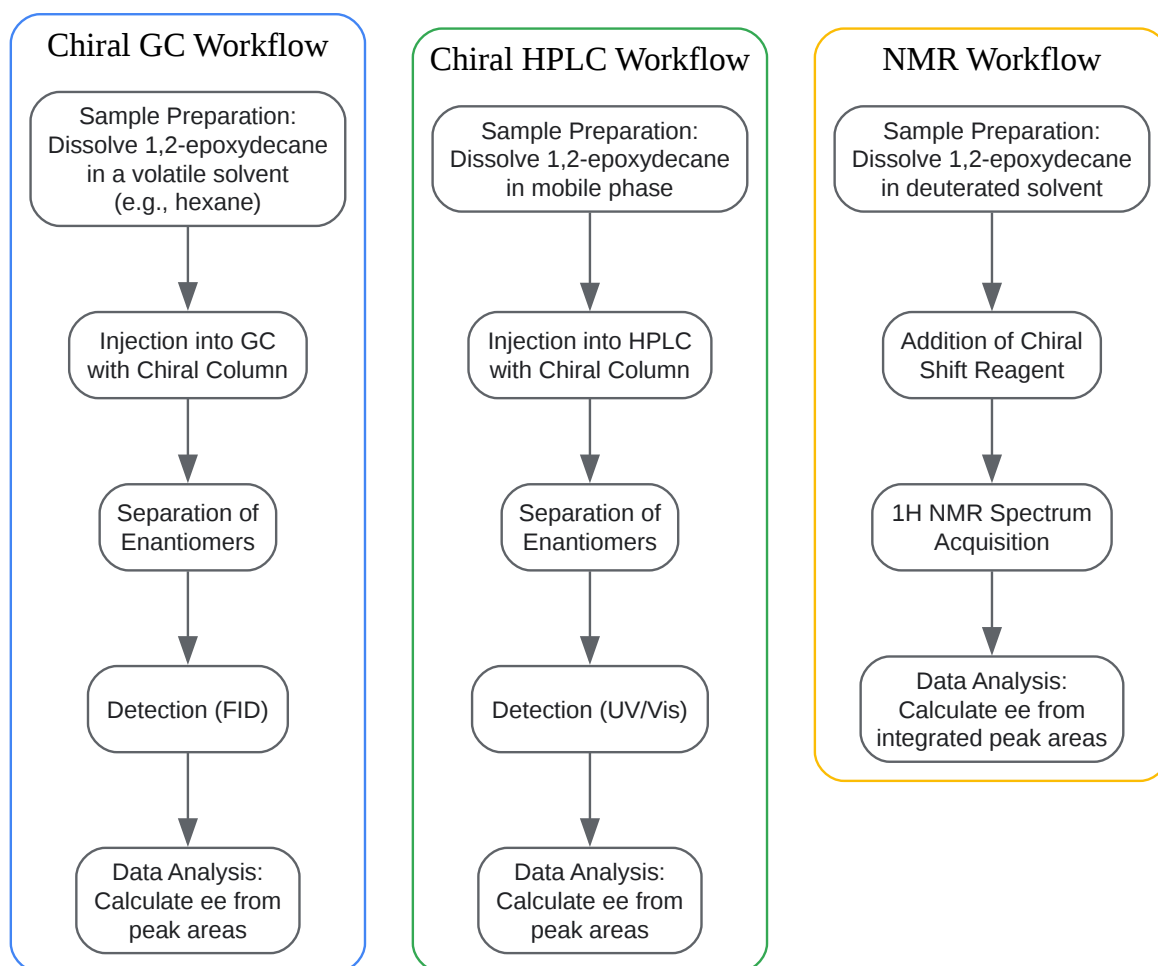 Chiral GC Workflow
Sample Preparation:
Dissolve 1,2-epoxydecane
in a volatile solvent
(e.g., hexane)
Injection into GC
with Chiral Column
Separation of
Enantiomers
Detection (FID)
Data Analysis:
Calculate ee from
peak areas
Chiral HPLC Workflow
Sample Preparation:
Dissolve 1,2-epoxydecane
in mobile phase
Injection into HPLC
with Chiral Column
Separation of
Enantiomers
Detection (UV/Vis)
Data Analysis:
Calculate ee from
peak areas
NMR Workflow
Sample Preparation:
Dissolve 1,2-epoxydecane
in deuterated solvent
Addition of Chiral
Shift Reagent
1H NMR Spectrum
Acquisition
Data Analysis:
Calculate ee from
integrated peak areas